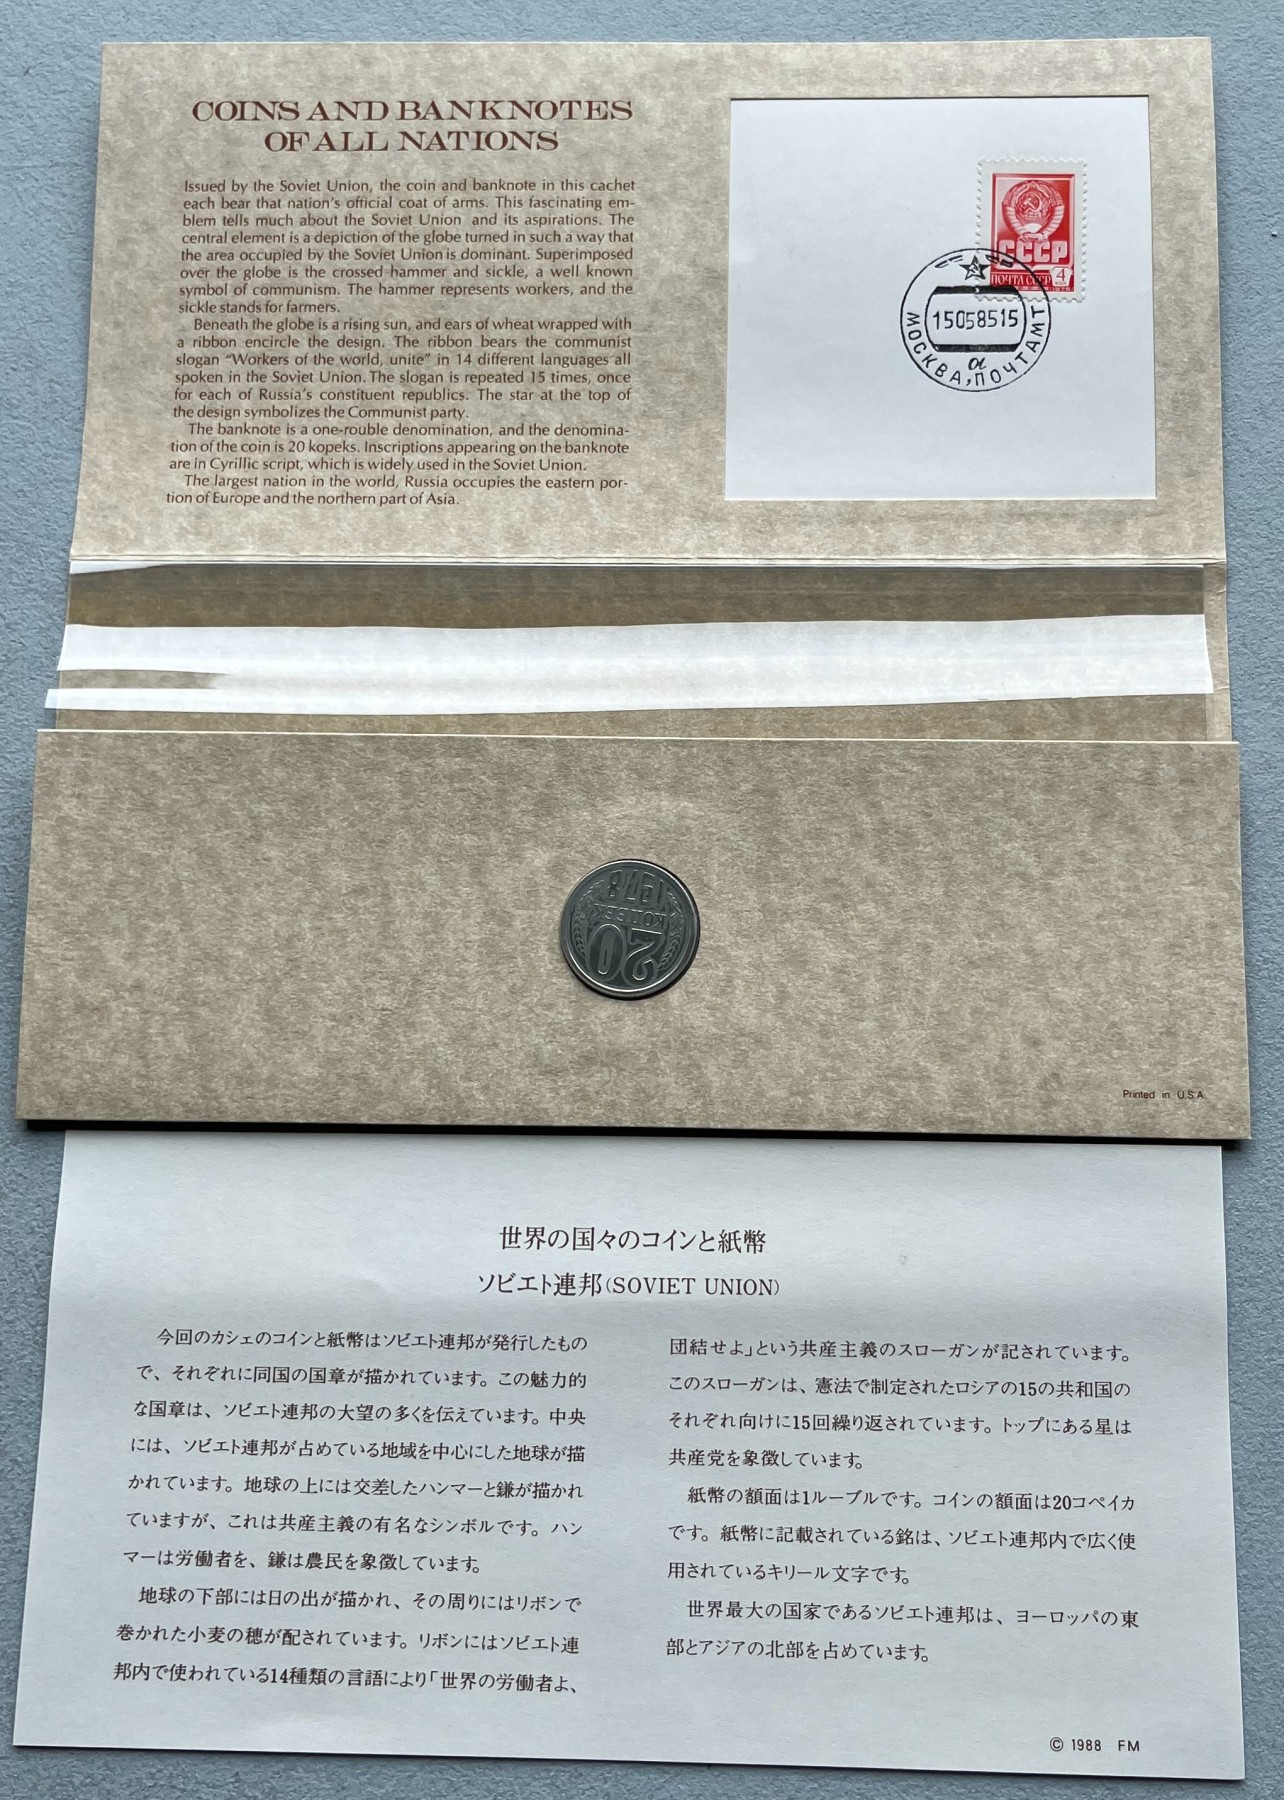 COINS AND BANKNOTES
OF ALL NATIONS
Issued by the Soviet Union, the coin and banknote in this cachet
each bear that nation's official coat of arms. This fascinating em-
blem tells much about the Soviet Union and its aspirations. The
central element is a depiction of the globe turned in such a way that
the area occupied by the Soviet Union is dominant. Superimposed
over the globe is the crossed hammer and sickle, a well known
symbol of communism. The hammer represents workers, and the
sickle stands for farmers.
Beneath the globe is a rising sun, and ears of wheat wrapped with
a ribbon encircle the design. The ribbon bears the communist
slogan "Workers of the world, unite" in 14 different languages all
spoken in the Soviet Union. The slogan is repeated 15 times, once
for each of Russia's constituent republics. The star at the top of
the design symbolizes the Communist party.
The banknote is a one-rouble denomination, and the denomina-
tion of the coin is 20 kopeks. Inscriptions appearing on the banknote
are in Cyrillic script, which is widely used in the Soviet Union.
The largest nation in the world, Russia occupies the eastern por-
tion of Europe and the northern part of Asia.
СССР
ПОЧТА СССР 4
1976
15058515
α
МОСКВА, ПОЧТАМТ
20
КОПЕЕК
1978
Printed in U.S.A.
世界の国々のコインと紙幣
ソビエト連邦(SOVIET UNION)
今回のカシェのコインと紙幣はソビエト連邦が発行したもの
で、それぞれに同国の国章が描かれています。この魅力的
な国章は、ソビエト連邦の大望の多くを伝えています。中央
には、ソビエト連邦が占めている地域を中心にした地球が描
かれています。地球の上には交差したハンマーと鎌が描かれ
ていますが、これは共産主義の有名なシンボルです。ハン
マーは労働者を、鎌は農民を象徴しています。
地球の下部には日の出が描かれ、その周りにはリボンで
巻かれた小麦の穂が配されています。リボンにはソビエト連
邦内で使われている14種類の言語により「世界の労働者よ、
団結せよ」という共産主義のスローガンが記されています。
このスローガンは、憲法で制定されたロシアの15の共和国の
それぞれ向けに15回繰り返されています。トップにある星は
共産党を象徴しています。
紙幣の額面は1ルーブルです。コインの額面は20コペイカ
です。紙幣に記載されている銘は、ソビエト連邦内で広く使
用されているキリール文字です。
世界最大の国家であるソビエト連邦は、ヨーロッパの東
部とアジアの北部を占めています。
© 1988 FM